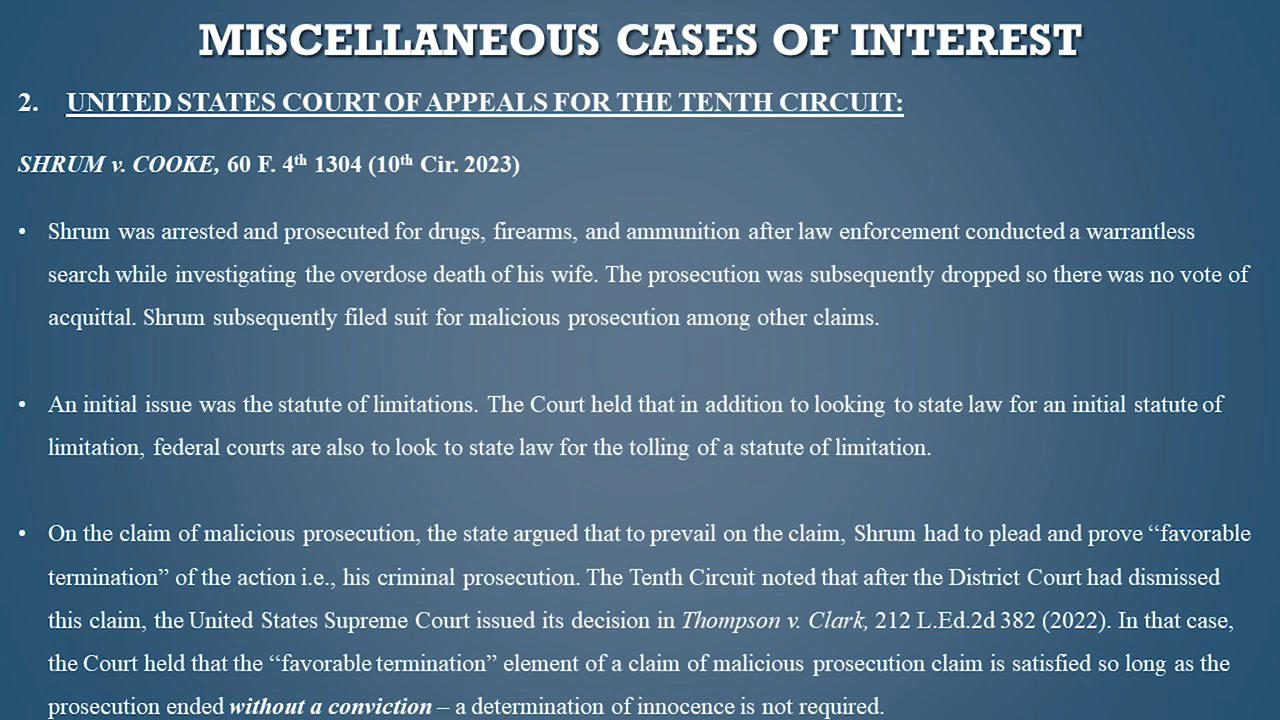 MISCELLANEOUS CASES OF INTEREST
2. UNITED STATES COURT OF APPEALS FOR THE TENTH CIRCUIT:
SHRUM v. COOKE, 60 F. 4th 1304 (10th Cir. 2023)
• Shrum was arrested and prosecuted for drugs, firearms, and ammunition after law enforcement conducted a warrantless
search while investigating the overdose death of his wife. The prosecution was subsequently dropped so there was no vote of
acquittal. Shrum subsequently filed suit for malicious prosecution among other claims.
• An initial issue was the statute of limitations. The Court held that in addition to looking to state law for an initial statute of
limitation, federal courts are also to look to state law for the tolling of a statute of limitation.
• On the claim of malicious prosecution, the state argued that to prevail on the claim, Shrum had to plead and prove “favorable
termination” of the action i.e., his criminal prosecution. The Tenth Circuit noted that after the District Court had dismissed
this claim, the United States Supreme Court issued its decision in Thompson v. Clark, 212 L.Ed.2d 382 (2022). In that case,
the Court held that the “favorable termination” element of a claim of malicious prosecution claim is satisfied so long as the
prosecution ended without a conviction – a determination of innocence is not required.